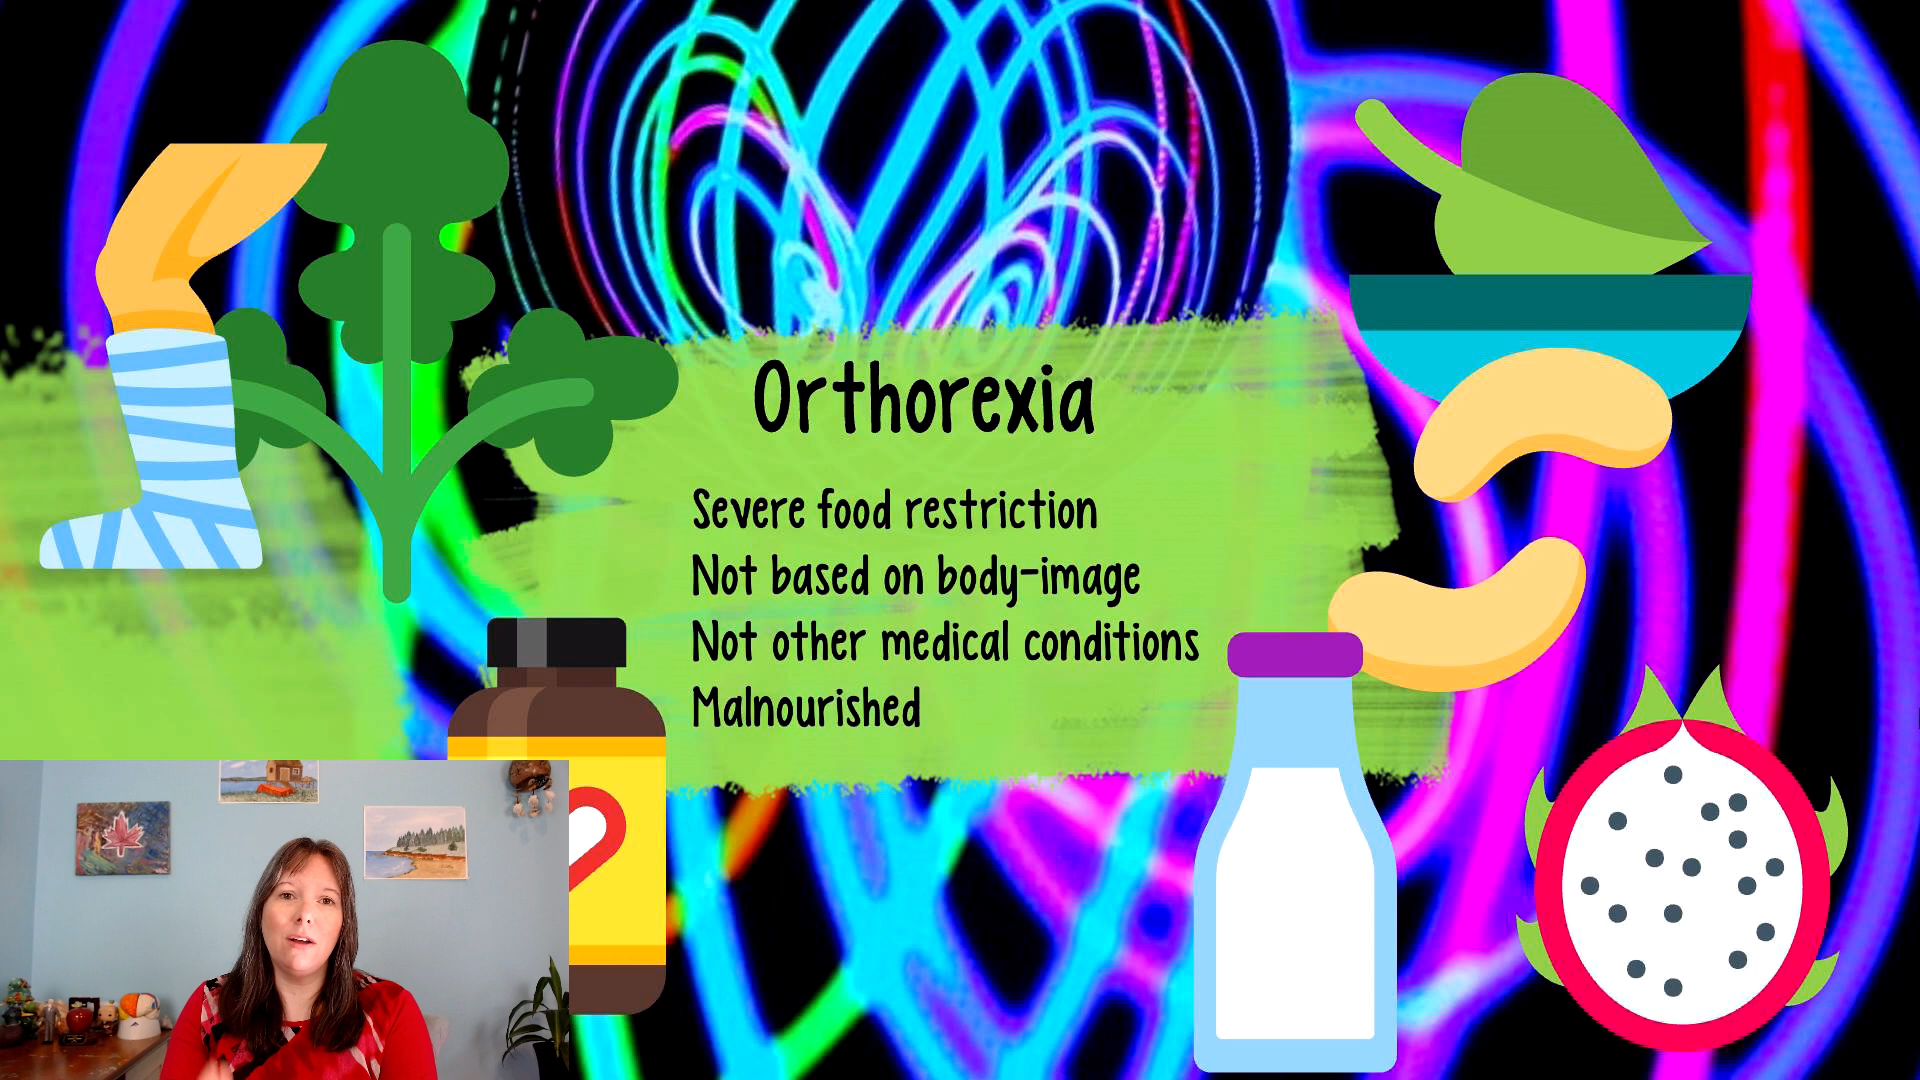 Orthorexia
Severe food restriction
Not based on body-image
Not other medical conditions
Malnourished